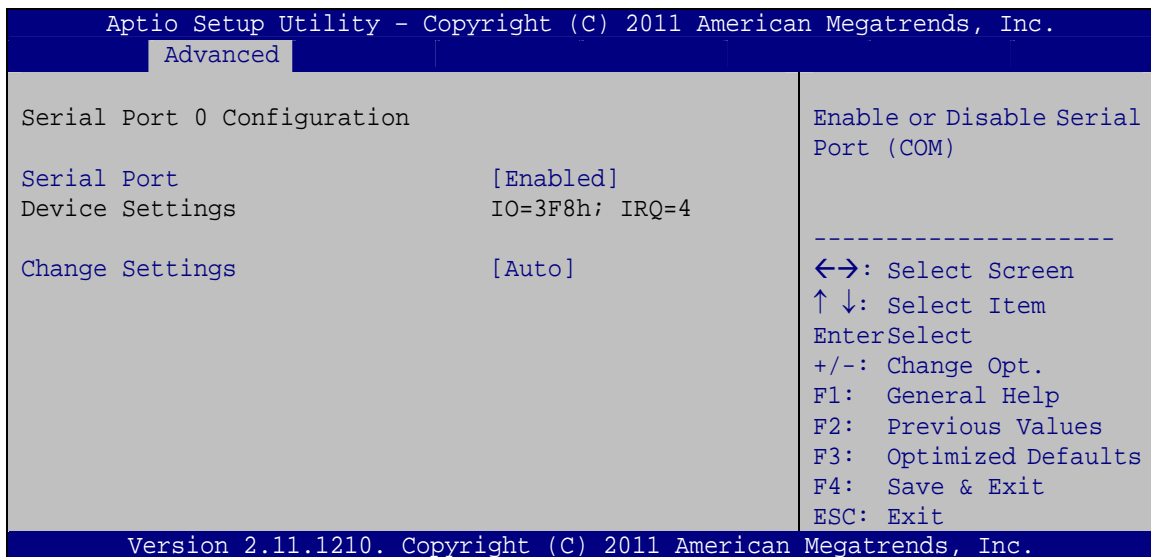 Aptio Setup Utility – Copyright (C) 2011 American Megatrends, Inc.
Advanced
Serial Port 0 Configuration
Serial Port [Enabled]
Device Settings IO=3F8h; IRQ=4
Change Settings [Auto]
Enable or Disable Serial
Port (COM)
---------------------
←→: Select Screen
↑ ↓: Select Item
EnterSelect
+/-: Change Opt.
F1: General Help
F2: Previous Values
F3: Optimized Defaults
F4: Save & Exit
ESC: Exit
Version 2.11.1210. Copyright (C) 2011 American Megatrends, Inc.